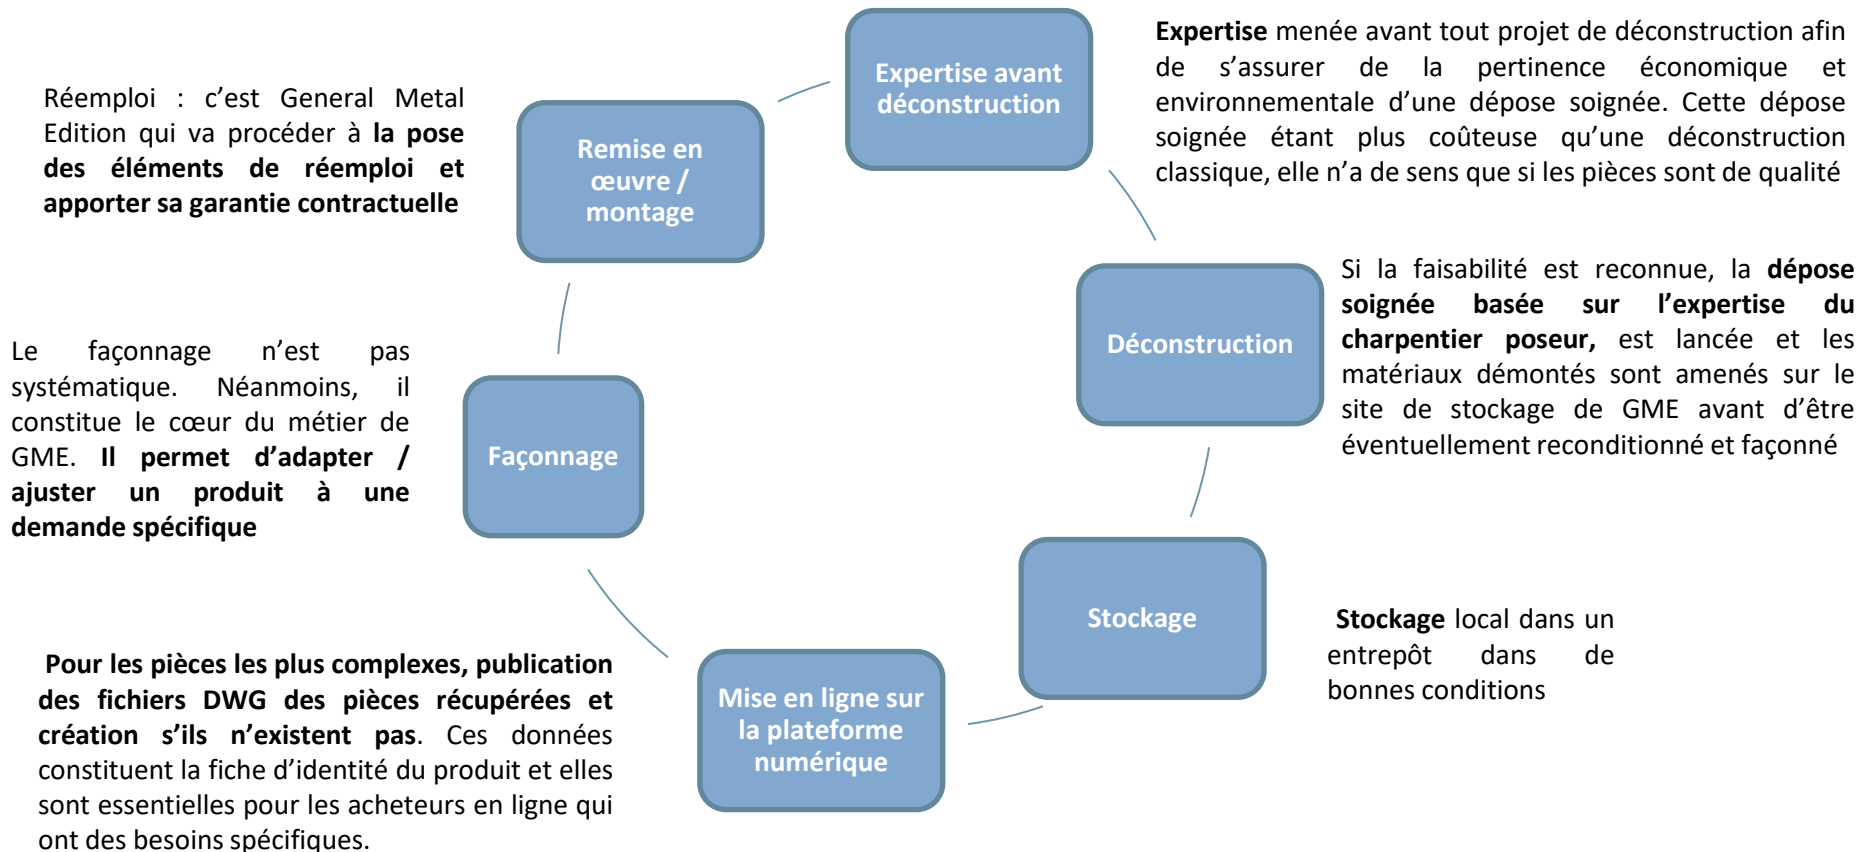 Expertise avant
déconstruction
Expertise menée avant tout projet de déconstruction afin
de s’assurer de la pertinence économique et
environnementale d’une dépose soignée. Cette dépose
soignée étant plus coûteuse qu’une déconstruction
classique, elle n’a de sens que si les pièces sont de qualité
Déconstruction
Si la faisabilité est reconnue, la dépose
soignée basée sur l’expertise du
charpentier poseur, est lancée et les
matériaux démontés sont amenés sur le
site de stockage de GME avant d’être
éventuellement reconditionné et façonné
Stockage
Stockage local dans un
entrepôt dans de
bonnes conditions
Mise en ligne sur
la plateforme
numérique
Pour les pièces les plus complexes, publication
des fichiers DWG des pièces récupérées et
création s'ils n’existent pas. Ces données
constituent la fiche d’identité du produit et elles
sont essentielles pour les acheteurs en ligne qui
ont des besoins spécifiques.
Façonnage
Le façonnage n’est pas
systématique. Néanmoins, il
constitue le cœur du métier de
GME. Il permet d’adapter /
ajuster un produit à une
demande spécifique
Remise en
œuvre /
montage
Réemploi : c’est General Metal
Edition qui va procéder à la pose
des éléments de réemploi et
apporter sa garantie contractuelle